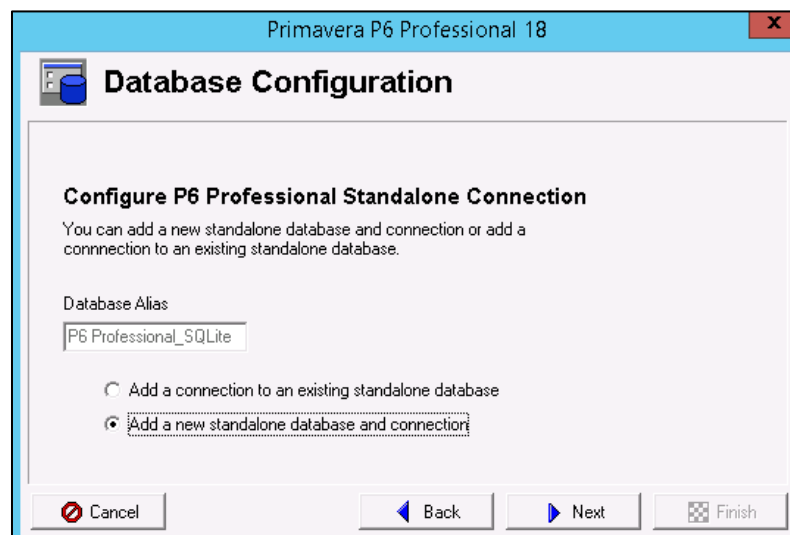 Primavera P6 Professional 18
X
Database Configuration
Configure P6 Professional Standalone Connection
You can add a new standalone database and connection or add a
connnection to an existing standalone database.
Database Alias
P6 Professional_SQLite
Add a connection to an existing standalone database
Add a new standalone database and connection
Cancel
Back
Next
Finish